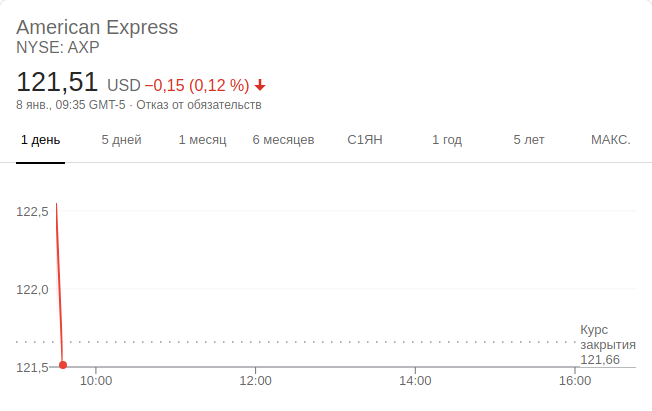 American Express
NYSE: AXP
121,51 USD −0,15 (0,12 %)
8 янв., 09:35 GMT-5 · Отказ от обязательств
1 день 5 дней 1 месяц 6 месяцев С1ЯН 1 год 5 лет МАКС.
122,5
122,0
Курс
закрытия
121,66
121,5
10:00 12:00 14:00 16:00